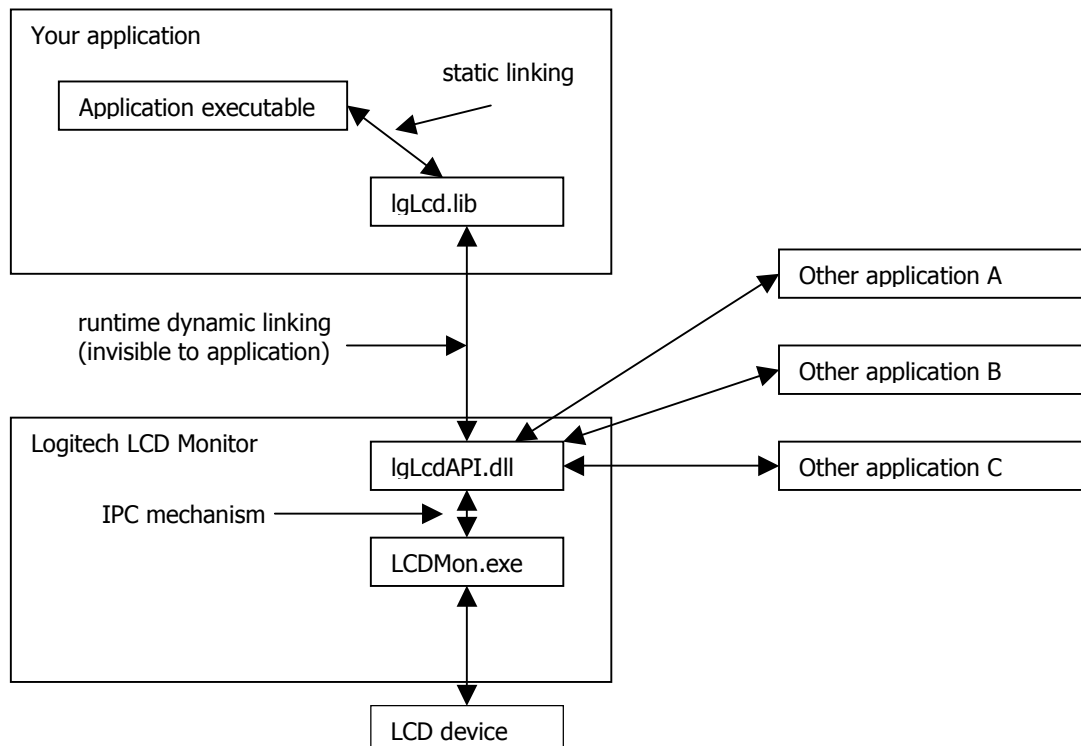 Your application
static linking
Application executable
lgLcd.lib
Other application A
runtime dynamic linking
(invisible to application)
Other application B
Logitech LCD Monitor
lgLcdAPI.dll
Other application C
IPC mechanism
LCDMon.exe
LCD device